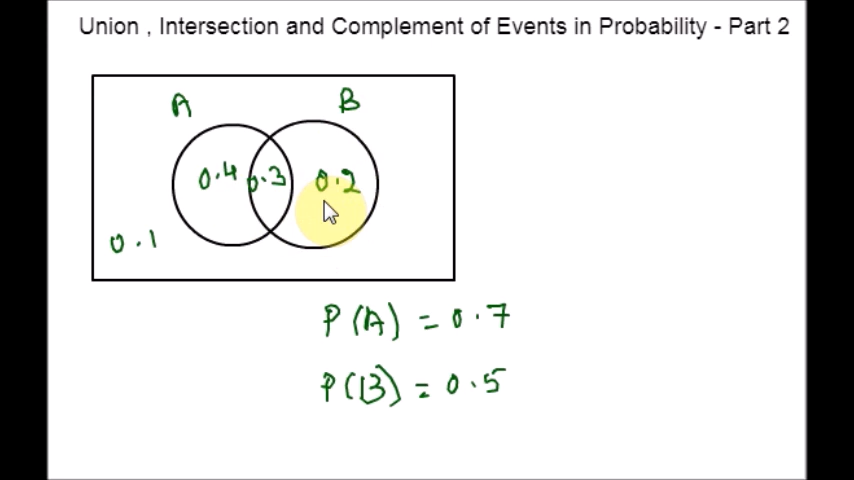 Union , Intersection and Complement of Events in Probability - Part 2
A B
0.4 0.3 0.2
0.1
P(A) = 0.7
P(B) = 0.5